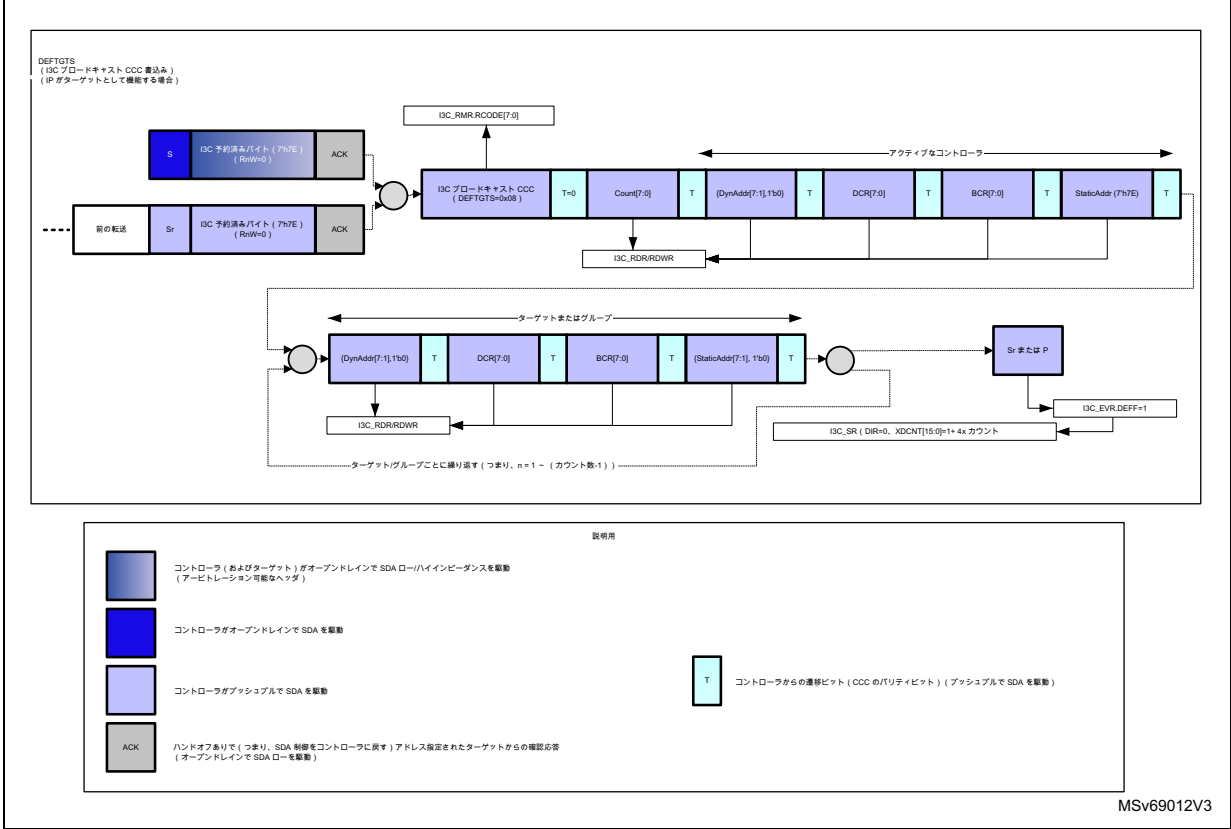 DEFTGTS
( I3C ブロードキャスト CCC 書込み )
( IP がターゲットとして機能する場合 )
I3C_RMR.RCODE[7:0]
S
I3C 予約済みバイト ( 7'h7E )
( RnW=0 )
ACK
アクティブなコントローラ
I3C ブロードキャスト CCC
( DEFTGTS=0x08 )
T=0
Count[7:0]
T
{DynAddr[7:1],1'b0}
T
DCR[7:0]
T
BCR[7:0]
T
StaticAddr (7'h7E)
T
前の転送
Sr
I3C 予約済みバイト ( 7'h7E )
( RnW=0 )
ACK
I3C_RDR/RDWR
ターゲットまたはグループ
{DynAddr[7:1],1'b0}
T
DCR[7:0]
T
BCR[7:0]
T
{StaticAddr[7:1], 1'b0}
T
Sr または P
I3C_RDR/RDWR
I3C_EVR.DEFF=1
I3C_SR ( DIR=0、XDCNT[15:0]=1+ 4x カウント
ターゲット/グループごとに繰り返す ( つまり、n = 1 ~ ( カウント数-1 ) )
説明用
コントローラ ( およびターゲット ) がオープンドレインで SDA ロー/ハイインピーダンスを駆動
( アービトレーション可能なヘッダ )
コントローラがオープンドレインで SDA を駆動
コントローラがプッシュプルで SDA を駆動
T
コントローラからの遷移ビット ( CCC のパリティビット ) ( プッシュプルで SDA を駆動 )
ACK
ハンドオフありで ( つまり、SDA 制御をコントローラに戻す ) アドレス指定されたターゲットからの確認応答
( オープンドレインで SDA ローを駆動 )
MSv69012V3